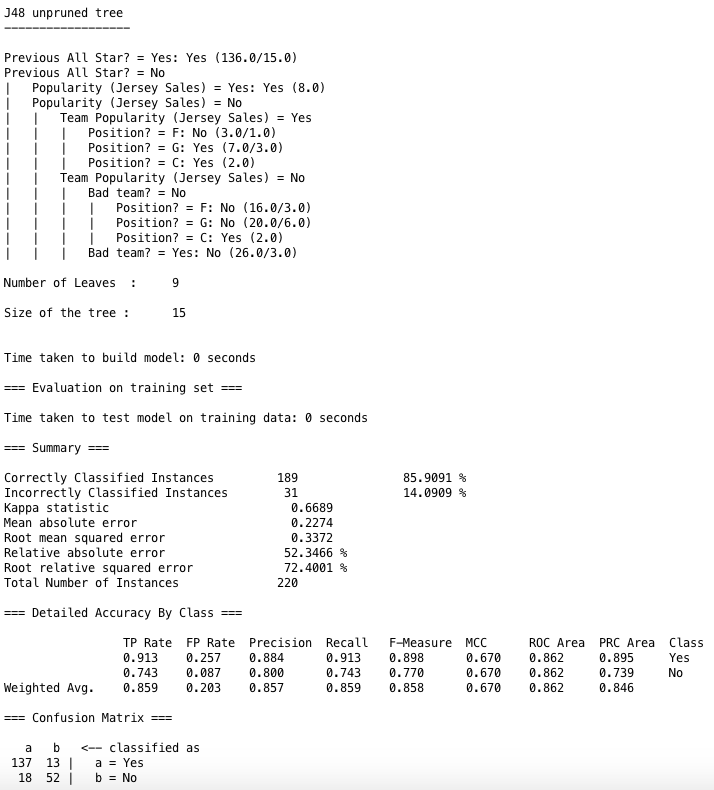 J48 unpruned tree
------------------
Previous All Star? = Yes: Yes (136.0/15.0)
Previous All Star? = No
|   Popularity (Jersey Sales) = Yes: Yes (8.0)
|   Popularity (Jersey Sales) = No
|   |   Team Popularity (Jersey Sales) = Yes
|   |   |   Position? = F: No (3.0/1.0)
|   |   |   Position? = G: Yes (7.0/3.0)
|   |   |   Position? = C: Yes (2.0)
|   |   Team Popularity (Jersey Sales) = No
|   |   |   Bad team? = No
|   |   |   |   Position? = F: No (16.0/3.0)
|   |   |   |   Position? = G: No (20.0/6.0)
|   |   |   |   Position? = C: Yes (2.0)
|   |   |   Bad team? = Yes: No (26.0/3.0)
Number of Leaves  :     9
Size of the tree :      15
Time taken to build model: 0 seconds
=== Evaluation on training set ===
Time taken to test model on training data: 0 seconds
=== Summary ===
Correctly Classified Instances         189               85.9091 %
Incorrectly Classified Instances        31               14.0909 %
Kappa statistic                          0.6689
Mean absolute error                      0.2274
Root mean squared error                  0.3372
Relative absolute error                 52.3466 %
Root relative squared error             72.4001 %
Total Number of Instances              220
=== Detailed Accuracy By Class ===
                 TP Rate  FP Rate  Precision  Recall   F-Measure  MCC      ROC Area  PRC Area  Class
                 0.913    0.257    0.884      0.913    0.898      0.670    0.862     0.895     Yes
                 0.743    0.087    0.800      0.743    0.770      0.670    0.862     0.739     No
Weighted Avg.    0.859    0.203    0.857      0.859    0.858      0.670    0.862     0.846
=== Confusion Matrix ===
   a   b   <-- classified as
 137  13 |   a = Yes
  18  52 |   b = No